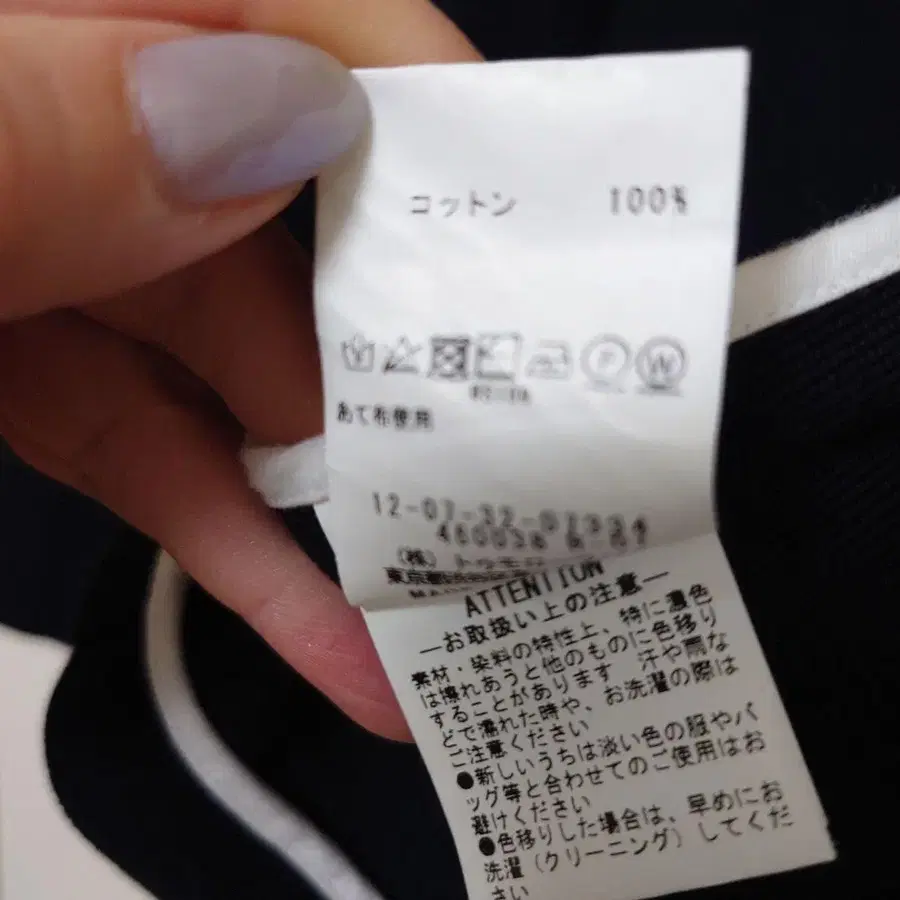 コットン 100%
あて布使用
12-07-32-07334
(株) トゥモロ
ATTENTION
—お取扱い上の注意—
素材・染料の特性上、特に濃色
は擦れあうと他のものに色移り
することがあります 汗や雨な
どで濡れた時や、お洗濯の際は
ご注意ください
●新しいうちは淡い色の服やバ
ッグ等と合わせてのご使用はお
避けください
●色移りした場合は、早めにお
洗濯（クリーニング）してくだ
さい